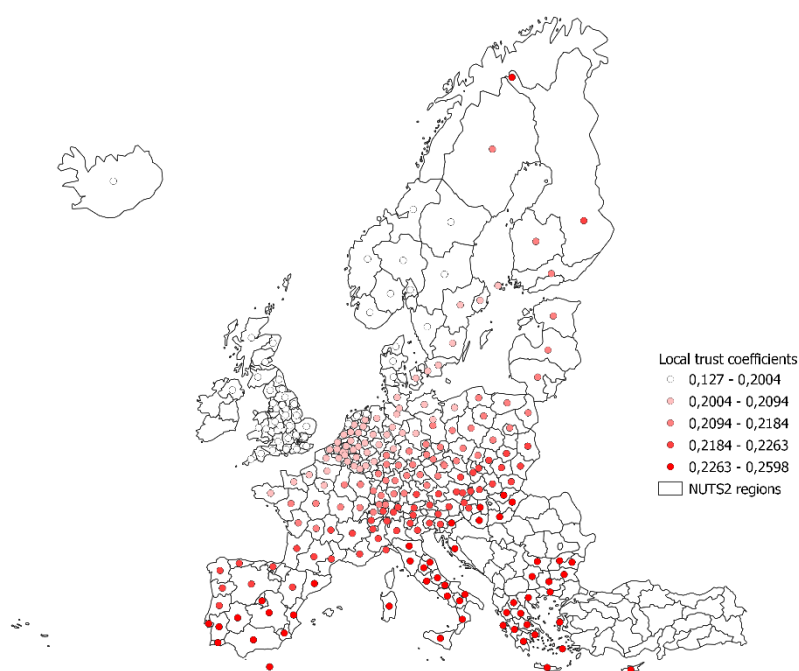 Local trust coefficients
0,127 - 0,2004
0,2004 - 0,2094
0,2094 - 0,2184
0,2184 - 0,2263
0,2263 - 0,2598
NUTS2 regions